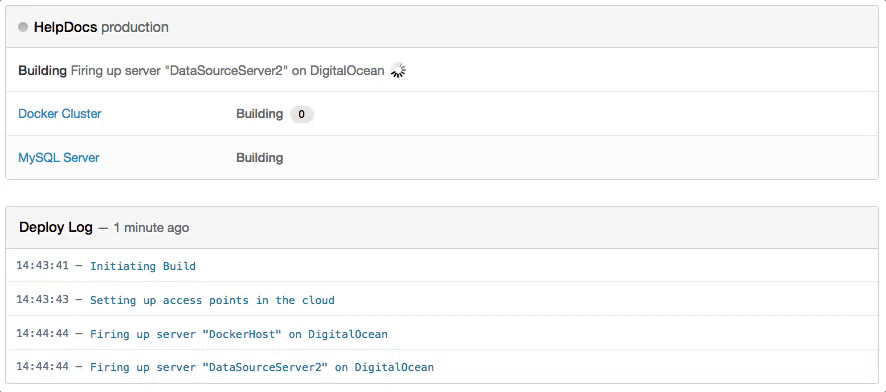 HelpDocs production
Building Firing up server "DataSourceServer2" on DigitalOcean
Docker Cluster Building 0
MySQL Server Building
Deploy Log — 1 minute ago
14:43:41 — Initiating Build
14:43:43 — Setting up access points in the cloud
14:44:44 — Firing up server "DockerHost" on DigitalOcean
14:44:44 — Firing up server "DataSourceServer2" on DigitalOcean